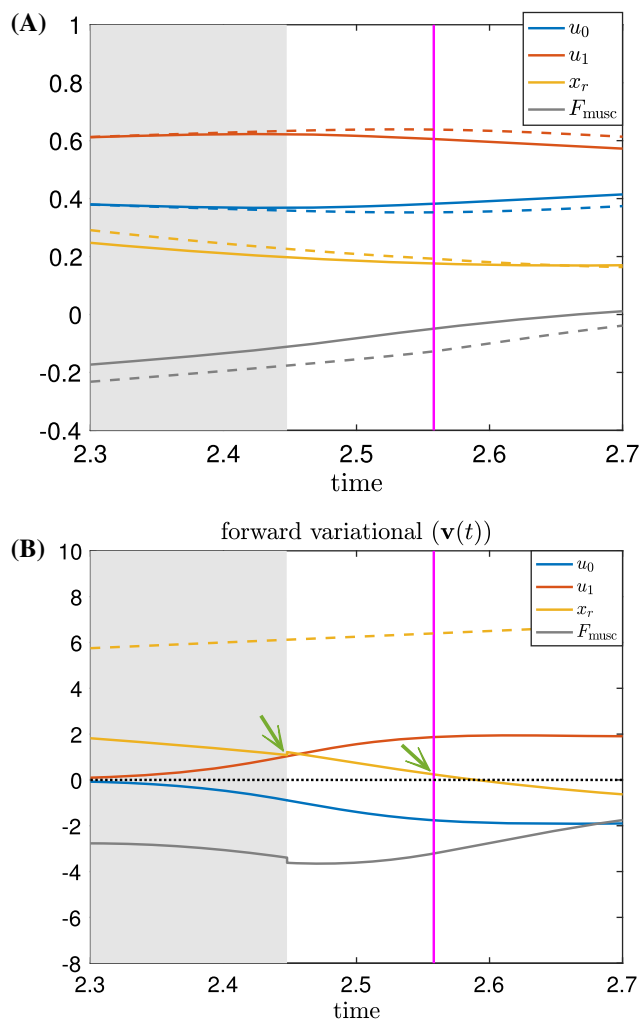 (A)
1
0.8
0.6
0.4
0.2
0
-0.2
-0.4
2.3 2.4 2.5 2.6 2.7
time
u₀
u₁
xᵣ
F_musc
(B)
forward variational (v(t))
10
8
6
4
2
0
-2
-4
-6
-8
2.3 2.4 2.5 2.6 2.7
time
u₀
u₁
xᵣ
F_musc